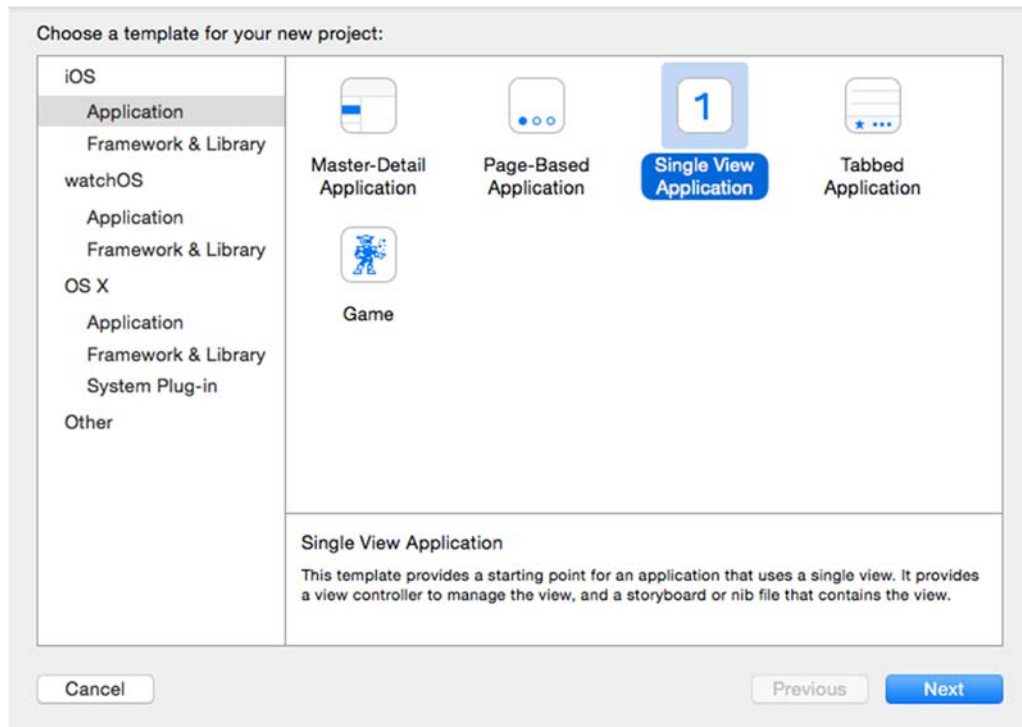 Choose a template for your new project:
iOS
Application
Framework & Library
watchOS
Application
Framework & Library
OS X
Application
Framework & Library
System Plug-in
Other
Master-Detail
Application
Page-Based
Application
1
Single View
Application
Tabbed
Application
Game
Single View Application
This template provides a starting point for an application that uses a single view. It provides
a view controller to manage the view, and a storyboard or nib file that contains the view.
Cancel
Previous
Next